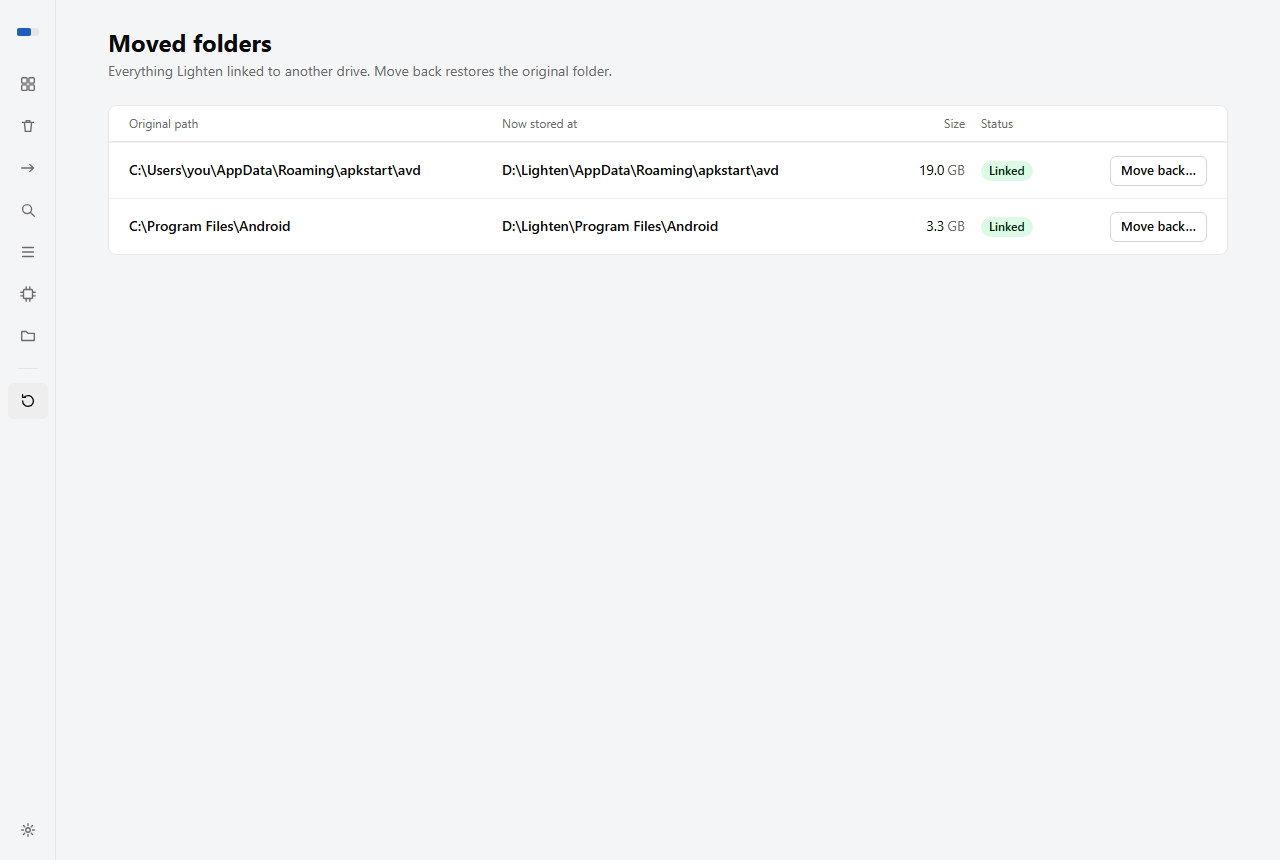 Moved folders
Everything Lighten linked to another drive. Move back restores the original folder.
Original path Now stored at Size Status
C:\Users\you\AppData\Roaming\apkstart\avd D:\Lighten\AppData\Roaming\apkstart\avd 19.0 GB Linked Move back...
C:\Program Files\Android D:\Lighten\Program Files\Android 3.3 GB Linked Move back...